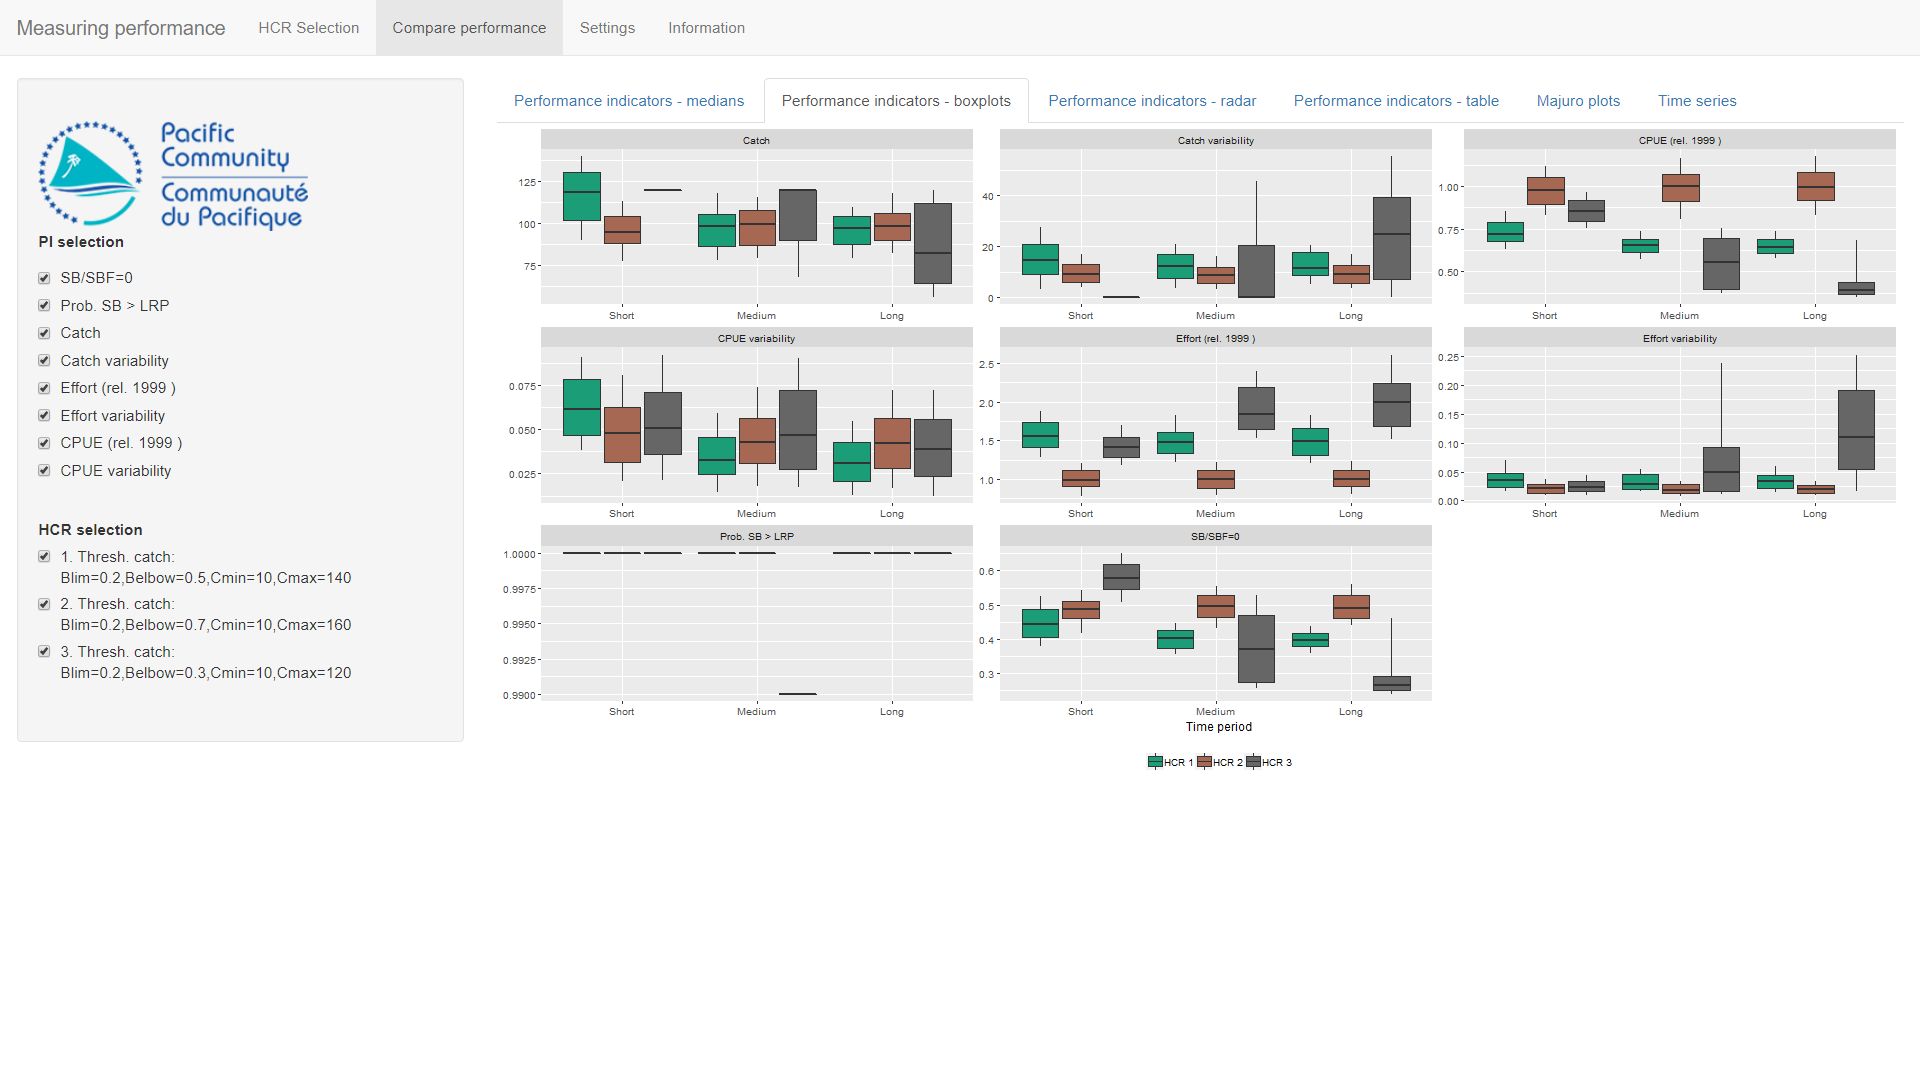 Measuring performance HCR Selection Compare performance Settings Information
Pacific
Community
Communauté
du Pacifique
PI selection
SB/SBF=0
Prob. SB > LRP
Catch
Catch variability
Effort (rel. 1999 )
Effort variability
CPUE (rel. 1999 )
CPUE variability
HCR selection
1. Thresh. catch:
Blim=0.2,Belbow=0.5,Cmin=10,Cmax=140
2. Thresh. catch:
Blim=0.2,Belbow=0.7,Cmin=10,Cmax=160
3. Thresh. catch:
Blim=0.2,Belbow=0.3,Cmin=10,Cmax=120
Performance indicators - medians Performance indicators - boxplots Performance indicators - radar Performance indicators - table Majuro plots Time series
Catch
125
100
75
Short Medium Long
Catch variability
40
20
0
Short Medium Long
CPUE (rel. 1999 )
1.00
0.75
0.50
Short Medium Long
CPUE variability
0.075
0.050
0.025
Short Medium Long
Effort (rel. 1999 )
2.5
2.0
1.5
1.0
Short Medium Long
Effort variability
0.25
0.20
0.15
0.10
0.05
0.00
Short Medium Long
Prob. SB > LRP
1.0000
0.9975
0.9950
0.9925
0.9900
Short Medium Long
SB/SBF=0
0.6
0.5
0.4
0.3
Short Medium Long
Time period
HCR 1 HCR 2 HCR 3